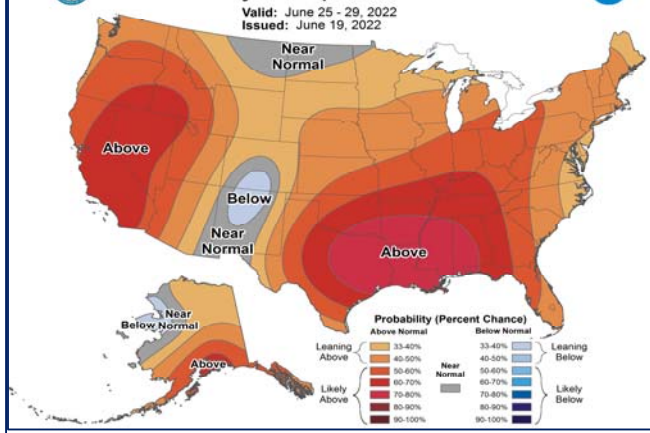 Valid: June 25 - 29, 2022
Issued: June 19, 2022
Near
Normal
Above
Below
Near
Normal
Above
Near
Below Normal
Above
Probability (Percent Chance)
Above Normal Below Normal
Leaning
Above
33-40% 33-40%
40-50% 40-50%
Leaning
Below
Near
Normal
Likely
Above
50-60% 50-60%
60-70% 60-70%
70-80% 70-80%
80-90% 80-90%
90-100% 90-100%
Likely
Below